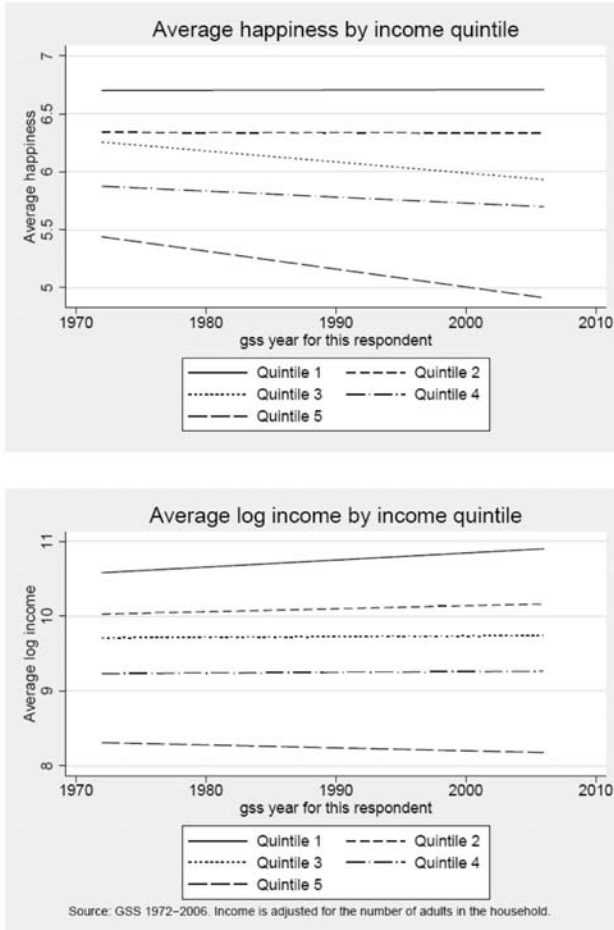 Average happiness by income quintile
7
6.5
6
5.5
5
Average happiness
1970 1980 1990 2000 2010
gss year for this respondent
Quintile 1 Quintile 2
Quintile 3 Quintile 4
Quintile 5
Average log income by income quintile
11
10
9
8
Average log income
1970 1980 1990 2000 2010
gss year for this respondent
Quintile 1 Quintile 2
Quintile 3 Quintile 4
Quintile 5
Source: GSS 1972–2006. Income is adjusted for the number of adults in the household.